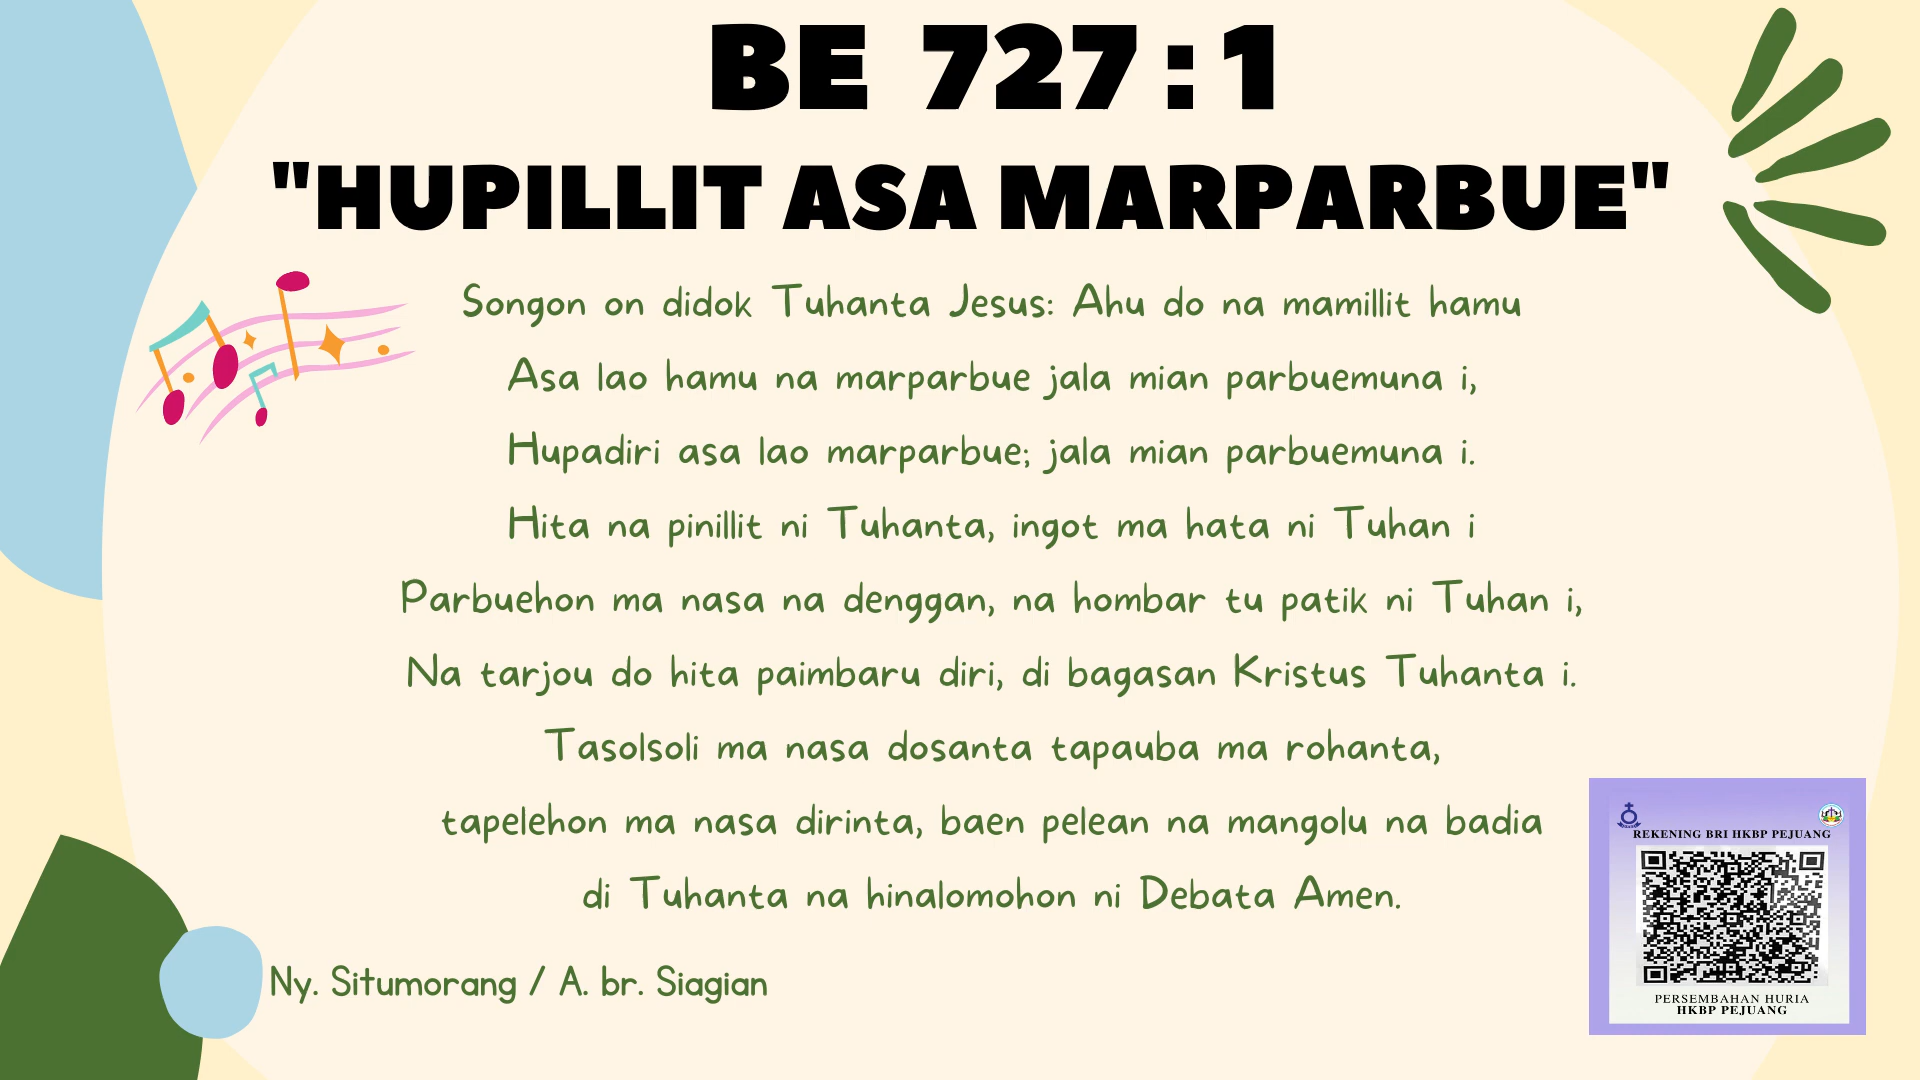 BE 727 : 1
"HUPILLIT ASA MARPARBUE"
Songon on didok Tuhanta Jesus: Ahu do na mamillit hamu
Asa lao hamu na marparbue jala mian parbuemuna i,
Hupadiri asa lao marparbue; jala mian parbuemuna i.
Hita na pinillit ni Tuhanta, ingot ma hata ni Tuhan i
Parbuehon ma nasa na denggan, na hombar tu patik ni Tuhan i,
Na tarjou do hita paimbaru diri, di bagasan Kristus Tuhanta i.
Tasolsoli ma nasa dosanta tapauba ma rohanta,
tapelehon ma nasa dirinta, baen pelean na mangolu na badia
di Tuhanta na hinalomohon ni Debata Amen.
Ny. Situmorang / A. br. Siagian
REKENING BRI HKBP PEJUANG
PERSEMBAHAN HURIA
HKBP PEJUANG